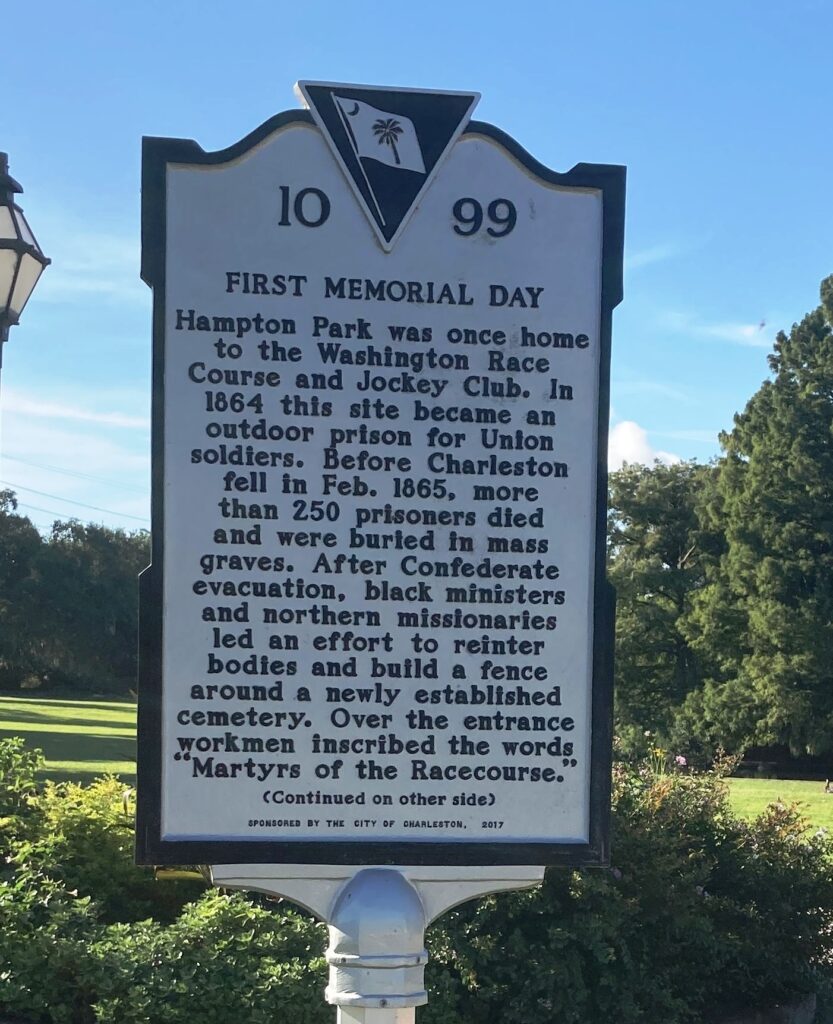 10 99
FIRST MEMORIAL DAY
Hampton Park was once home
to the Washington Race
Course and Jockey Club. In
1864 this site became an
outdoor prison for Union
soldiers. Before Charleston
fell in Feb. 1865, more
than 250 prisoners died
and were buried in mass
graves. After Confederate
evacuation, black ministers
and northern missionaries
led an effort to reinter
bodies and build a fence
around a newly established
cemetery. Over the entrance
workmen inscribed the words
“Martyrs of the Racecourse.”
(Continued on other side)
SPONSORED BY THE CITY OF CHARLESTON, 2017